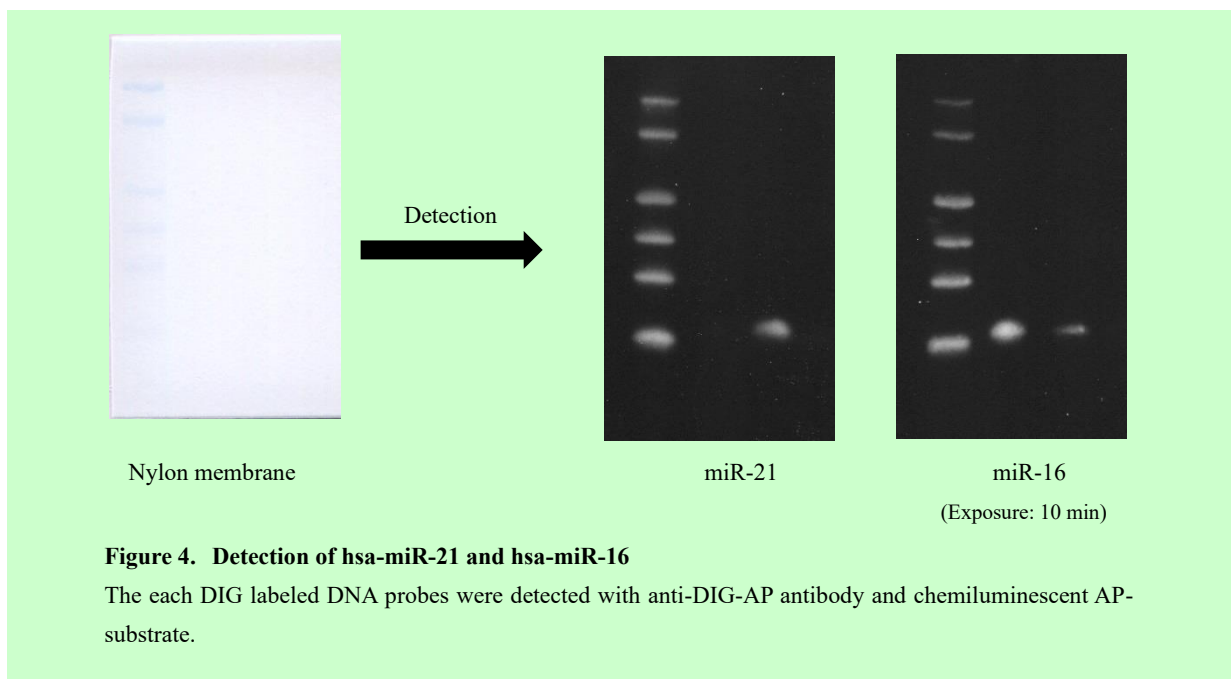 Detection
Nylon membrane
miR-21
miR-16
(Exposure: 10 min)
Figure 4. Detection of hsa-miR-21 and hsa-miR-16
The each DIG labeled DNA probes were detected with anti-DIG-AP antibody and chemiluminescent AP-
substrate.